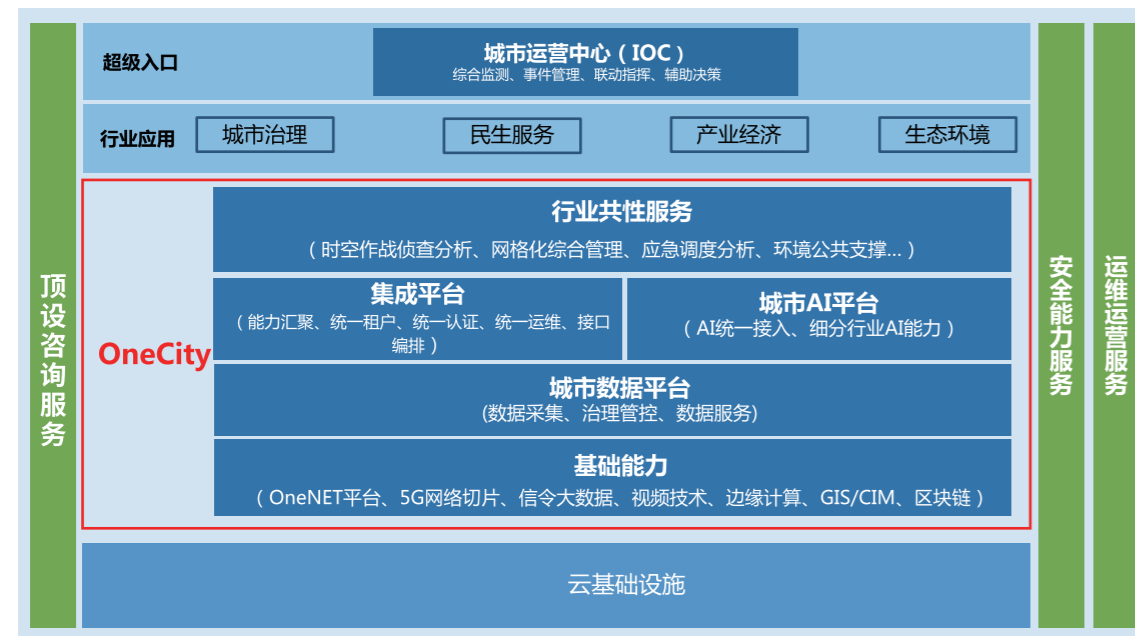 超级入口
城市运营中心（IOC）
综合监测、事件管理、联动指挥、辅助决策
行业应用
城市治理
民生服务
产业经济
生态环境
OneCity
行业共性服务
（时空作战侦查分析、网格化综合管理、应急调度分析、环境公共支撑...）
集成平台
（能力汇聚、统一租户、统一认证、统一运维、接口
编排）
城市AI平台
（AI统一接入、细分行业AI能力）
城市数据平台
(数据采集、治理管控、数据服务)
基础能力
（OneNET平台、5G网络切片、信令大数据、视频技术、边缘计算、GIS/CIM、区块链）
云基础设施
顶设咨询服务
安全能力服务
运维运营服务